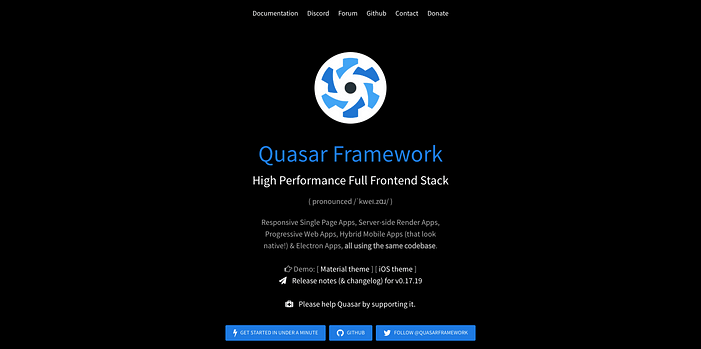 Documentation Discord Forum Github Contact Donate
Quasar Framework
High Performance Full Frontend Stack
( pronounced /ˈkweɪ.zɑɹ/ )
Responsive Single Page Apps, Server-side Render Apps,
Progressive Web Apps, Hybrid Mobile Apps (that look
native!) & Electron Apps, all using the same codebase.
Demo: [ Material theme ] [ iOS theme ]
Release notes (& changelog) for v0.17.19
Please help Quasar by supporting it.
GET STARTED IN UNDER A MINUTE GITHUB FOLLOW @QUASARFRAMEWORK